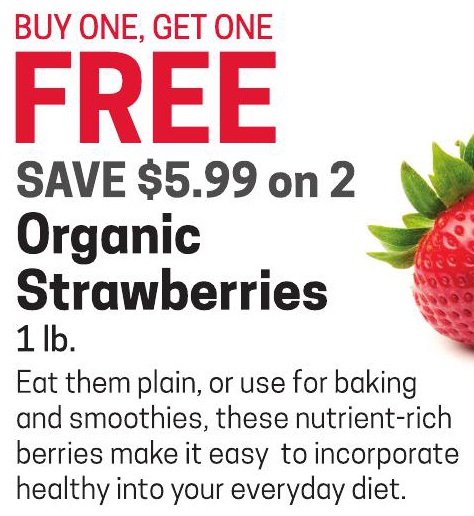 BUY ONE, GET ONE
FREE
SAVE $5.99 on 2
Organic
Strawberries
1 lb.
Eat them plain, or use for baking
and smoothies, these nutrient-rich
berries make it easy  to incorporate
healthy into your everyday diet.